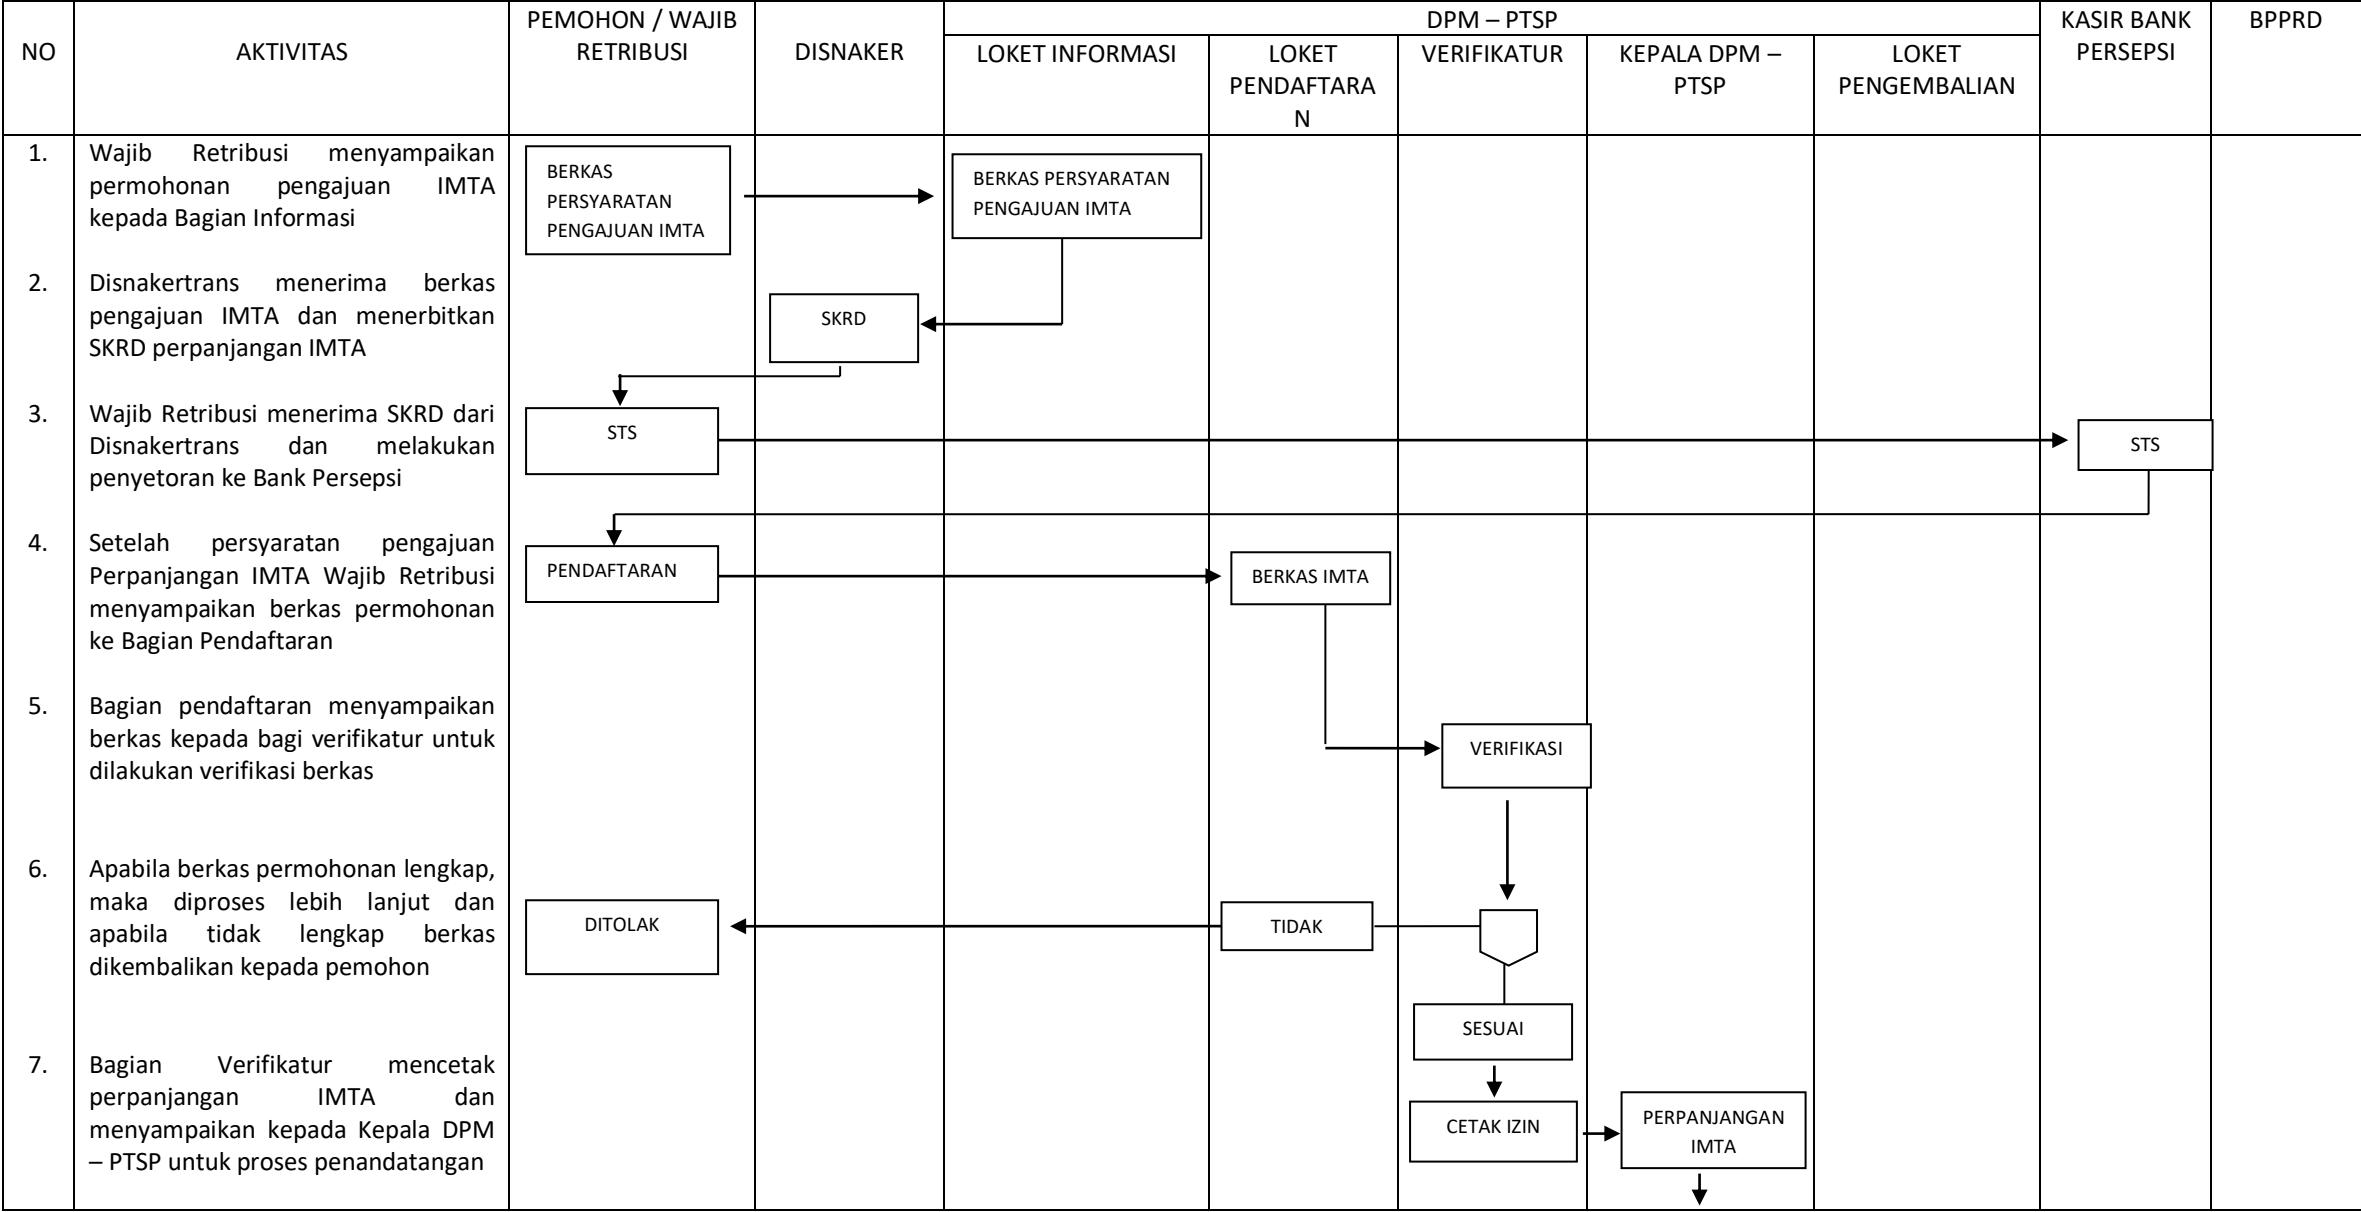 NO
AKTIVITAS
PEMOHON / WAJIB
RETRIBUSI
DISNAKER
DPM – PTSP
LOKET INFORMASI
LOKET
PENDAFTARA
N
VERIFIKATUR
KEPALA DPM –
PTSP
LOKET
PENGEMBALIAN
KASIR BANK
PERSEPSI
BPPRD
1.
Wajib Retribusi menyampaikan
permohonan pengajuan IMTA
kepada Bagian Informasi
BERKAS
PERSYARATAN
PENGAJUAN IMTA
BERKAS PERSYARATAN
PENGAJUAN IMTA
2.
Disnakertrans menerima berkas
pengajuan IMTA dan menerbitkan
SKRD perpanjangan IMTA
SKRD
3.
Wajib Retribusi menerima SKRD dari
Disnakertrans dan melakukan
penyetoran ke Bank Persepsi
STS
STS
4.
Setelah persyaratan pengajuan
Perpanjangan IMTA Wajib Retribusi
menyampaikan berkas permohonan
ke Bagian Pendaftaran
PENDAFTARAN
BERKAS IMTA
5.
Bagian pendaftaran menyampaikan
berkas kepada bagi verifikatur untuk
dilakukan verifikasi berkas
VERIFIKASI
6.
Apabila berkas permohonan lengkap,
maka diproses lebih lanjut dan
apabila tidak lengkap berkas
dikembalikan kepada pemohon
DITOLAK
TIDAK
SESUAI
7.
Bagian Verifikatur mencetak
perpanjangan IMTA dan
menyampaikan kepada Kepala DPM
– PTSP untuk proses penandatangan
CETAK IZIN
PERPANJANGAN
IMTA